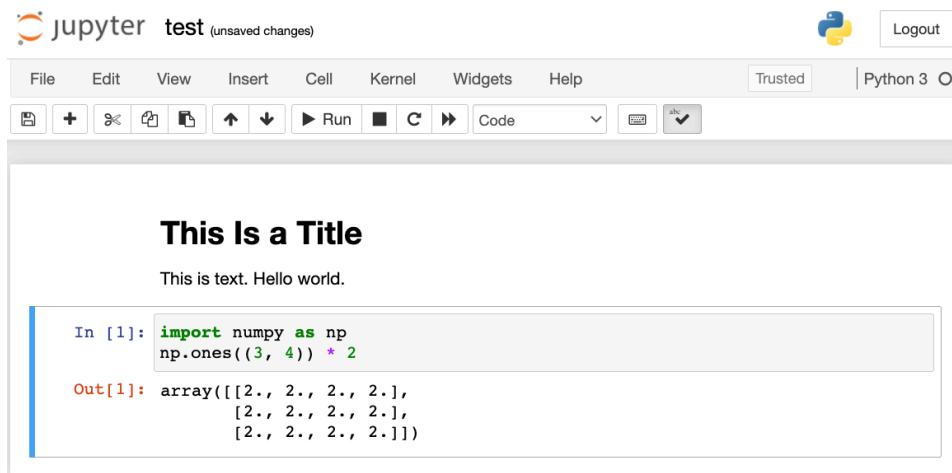 jupyter test (unsaved changes) Logout
File Edit View Insert Cell Kernel Widgets Help Trusted Python 3
Run Code abc
This Is a Title
This is text. Hello world.
In [1]: import numpy as np
np.ones((3, 4)) * 2
Out[1]: array([[2., 2., 2., 2.],
[2., 2., 2., 2.],
[2., 2., 2., 2.]])